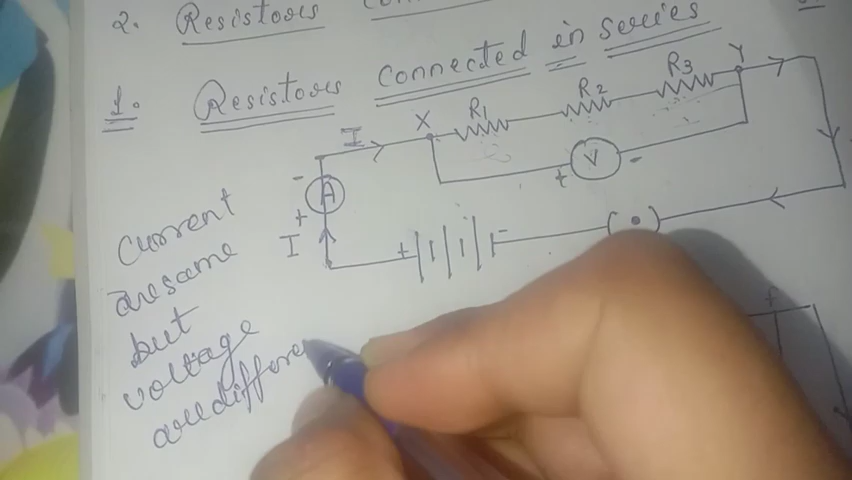 2. Resistors
1. Resistors Connected in series
I
X
R1
R2
R3
Y
-
A
+
I
+
V
-
+
-
Current
are same
but
voltage
are differe